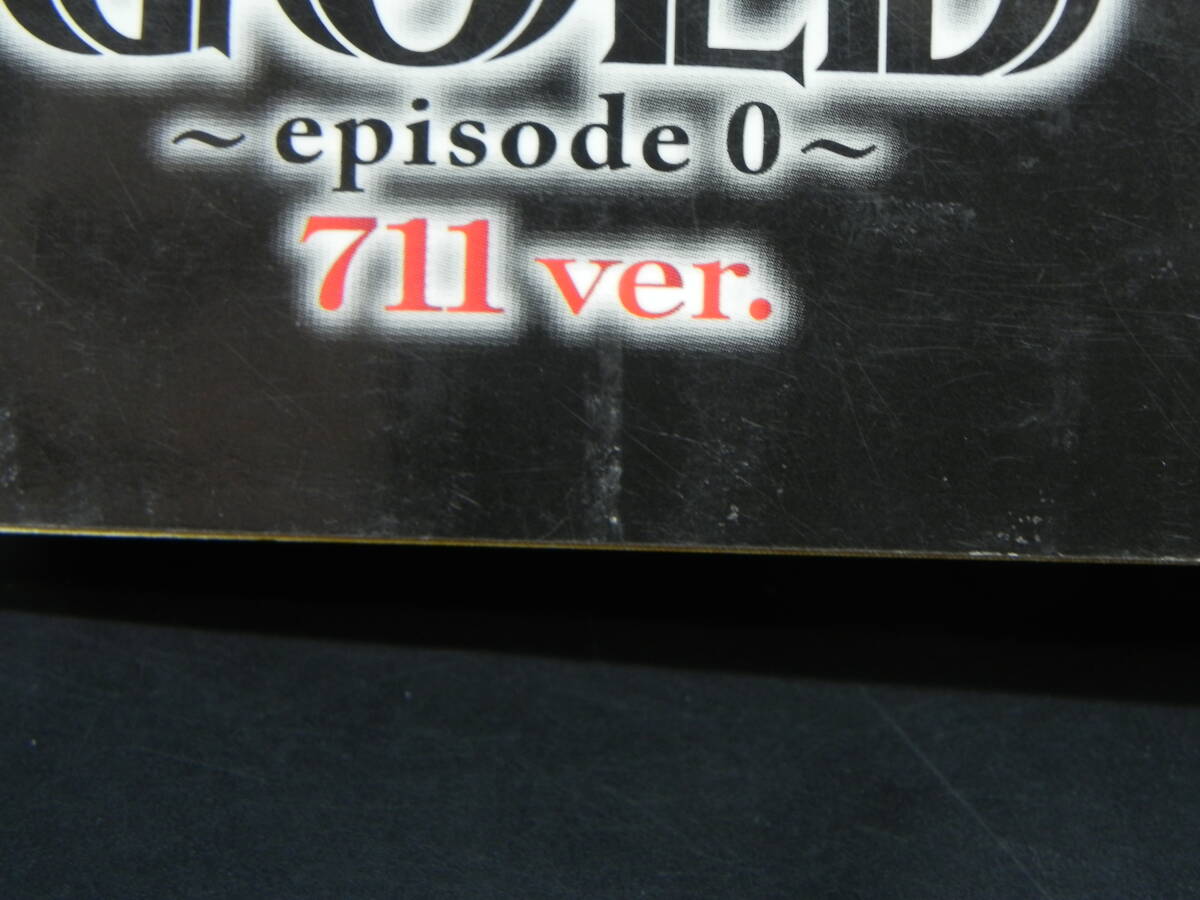 GOLD
～episode 0～
711 ver.